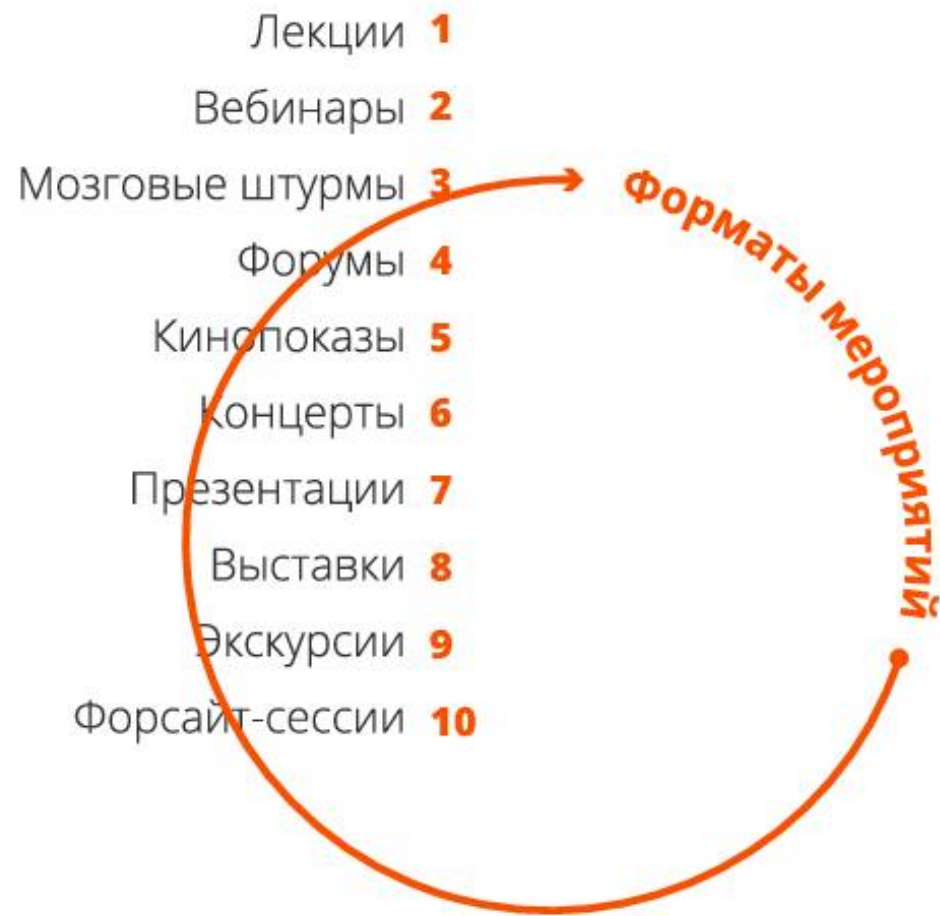 Лекции 1
Вебинары 2
Мозговые штурмы 3
Форумы 4
Кинопоказы 5
Концерты 6
Презентации 7
Выставки 8
Экскурсии 9
Форсайт-сессии 10
Форматы мероприятий